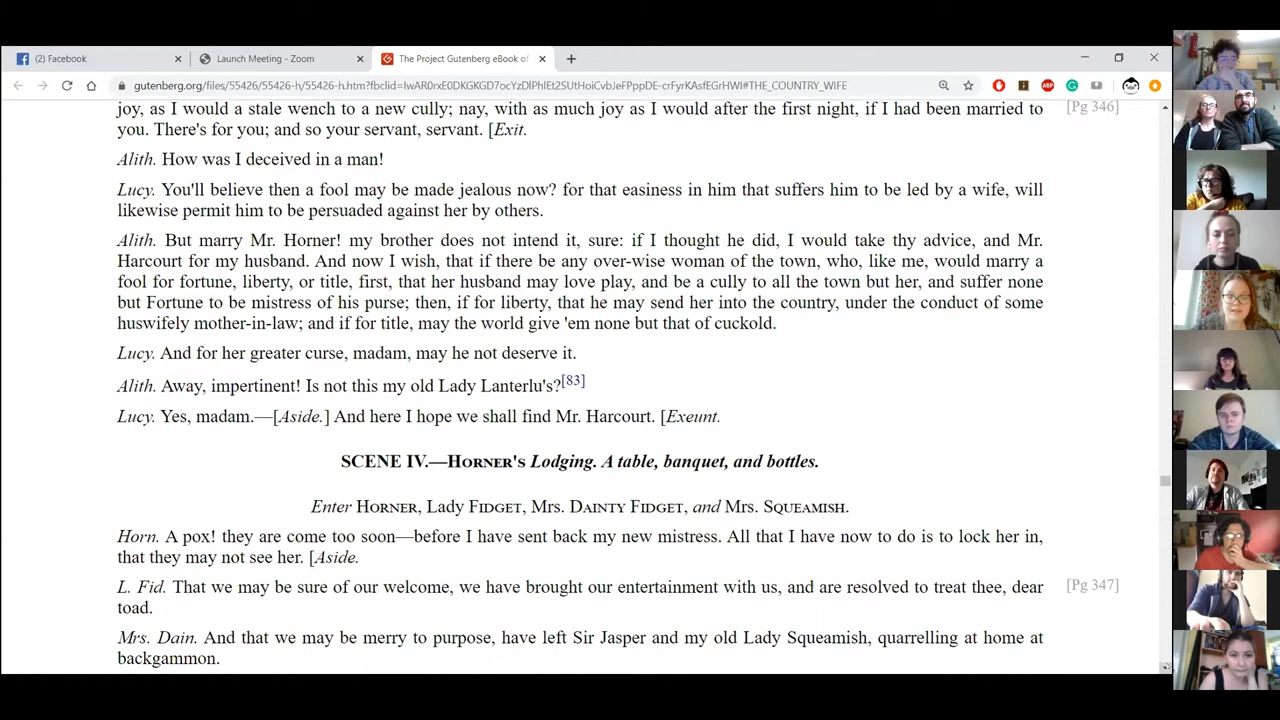 (2) Facebook
Launch Meeting - Zoom
The Project Gutenberg eBook of
gutenberg.org/files/55426/55426-h/55426-h.htm?fbclid=IwAR0rxEDKGKGD7ocYzDlPhlEt2SUtHoiCvbJeFPppDE-crFyrKAsfEGrHWlI#THE_COUNTRY_WIFE
joy, as I would a stale wench to a new cully; nay, with as much joy as I would after the first night, if I had been married to [Pg 346]
you. There's for you; and so your servant, servant. [Exit.
Alith. How was I deceived in a man!
Lucy. You'll believe then a fool may be made jealous now? for that easiness in him that suffers him to be led by a wife, will
likewise permit him to be persuaded against her by others.
Alith. But marry Mr. Horner! my brother does not intend it, sure: if I thought he did, I would take thy advice, and Mr.
Harcourt for my husband. And now I wish, that if there be any over-wise woman of the town, who, like me, would marry a
fool for fortune, liberty, or title, first, that her husband may love play, and be a cully to all the town but her, and suffer none
but Fortune to be mistress of his purse; then, if for liberty, that he may send her into the country, under the conduct of some
huswifely mother-in-law; and if for title, may the world give 'em none but that of cuckold.
Lucy. And for her greater curse, madam, may he not deserve it.
Alith. Away, impertinent! Is not this my old Lady Lanterlu's?[83]
Lucy. Yes, madam.—[Aside.] And here I hope we shall find Mr. Harcourt. [Exeunt.
SCENE IV.—HORNER'S Lodging. A table, banquet, and bottles.
Enter HORNER, Lady FIDGET, Mrs. DAINTY FIDGET, and Mrs. SQUEAMISH.
Horn. A pox! they are come too soon—before I have sent back my new mistress. All that I have now to do is to lock her in,
that they may not see her. [Aside.
L. Fid. That we may be sure of our welcome, we have brought our entertainment with us, and are resolved to treat thee, dear [Pg 347]
toad.
Mrs. Dain. And that we may be merry to purpose, have left Sir Jasper and my old Lady Squeamish, quarrelling at home at
backgammon.